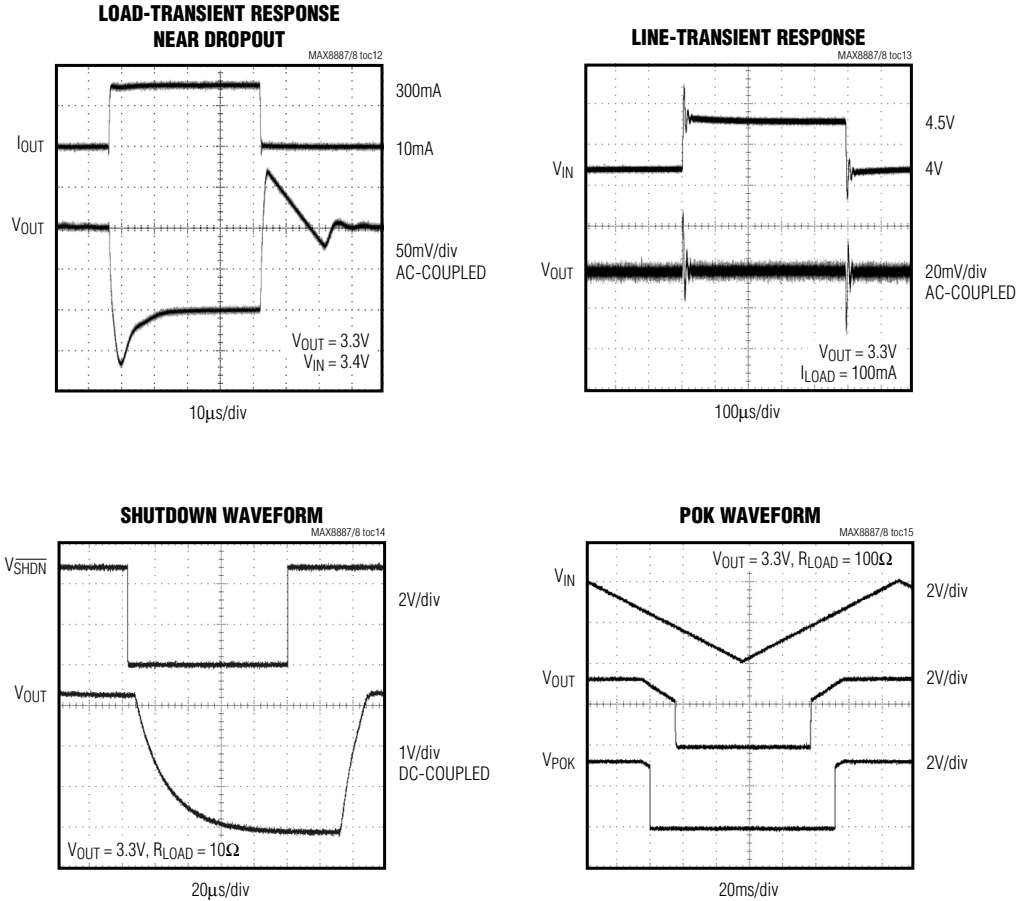 LOAD-TRANSIENT RESPONSE
NEAR DROPOUT
MAX8887/8 toc12
300mA
IOUT
10mA
VOUT
50mV/div
AC-COUPLED
VOUT = 3.3V
VIN = 3.4V
10μs/div
LINE-TRANSIENT RESPONSE
MAX8887/8 toc13
4.5V
VIN
4V
VOUT
20mV/div
AC-COUPLED
VOUT = 3.3V
ILOAD = 100mA
100μs/div
SHUTDOWN WAVEFORM
MAX8887/8 toc14
VSHDN
2V/div
VOUT
1V/div
DC-COUPLED
VOUT = 3.3V, RLOAD = 10Ω
20μs/div
POK WAVEFORM
MAX8887/8 toc15
VOUT = 3.3V, RLOAD = 100Ω
VIN
2V/div
VOUT
2V/div
VPOK
2V/div
20ms/div